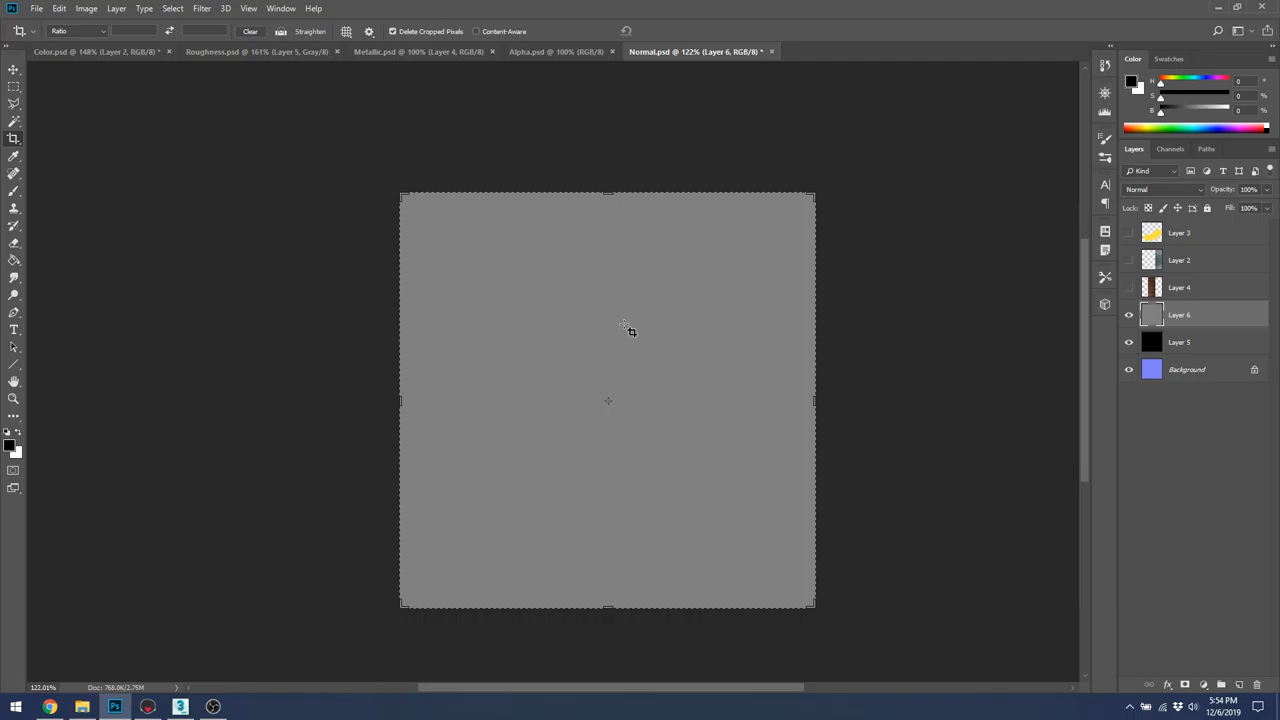 Ps File Edit Image Layer Type Select Filter 3D View Window Help
Ratio Clear Straighten Delete Cropped Pixels Content-Aware
Color.psd @ 148% (Layer 2, RGB/8) * × Roughness.psd @ 161% (Layer 5, Gray/8) × Metallic.psd @ 100% (Layer 4, RGB/8) × Alpha.psd @ 100% (RGB/8) × Normal.psd @ 122% (Layer 6, RGB/8) * ×
Color Swatches
H 0 °
S 0 %
B 0 %
Layers Channels Paths
Kind
Normal Opacity: 100%
Lock: Fill: 100%
Layer 3
Layer 2
Layer 4
Layer 6
Layer 5
Background
122.01% Doc: 768.0K/2.75M
Ps 3 5:54 PM
12/6/2019